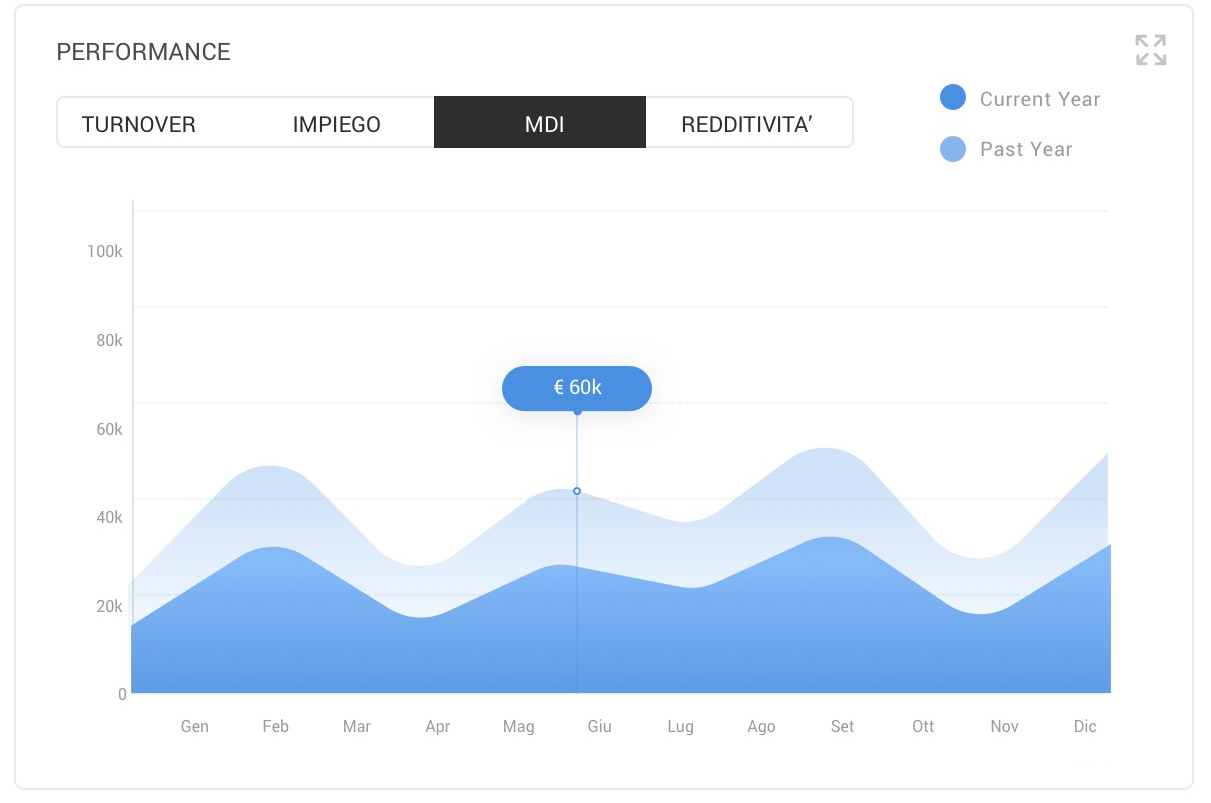 PERFORMANCE
TURNOVER IMPIEGO MDI REDDITIVITA’
Current Year
Past Year
100k
80k
€ 60k
60k
40k
20k
0
Gen Feb Mar Apr Mag Giu Lug Ago Set Ott Nov Dic